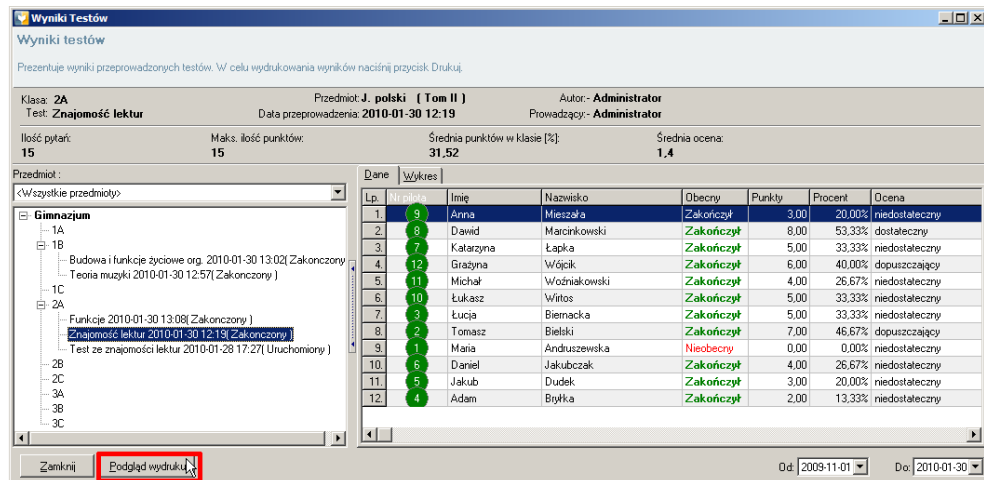 Wyniki Testów
Wyniki testów
Prezentuje wyniki przeprowadzonych testów. W celu wydrukowania wyników naciśnij przycisk Drukuj.
Klasa: 2A Przedmiot: J. polski ( Tom II ) Autor:- Administrator
Test: Znajomość lektur Data przeprowadzenia: 2010-01-30 12:19 Prowadzący:- Administrator
Ilość pytań: Maks. ilość punktów: Średnia punktów w klasie [%]: Średnia ocena:
15 15 31,52 1,4
Przedmiot :
<Wszystkie przedmioty>
Gimnazjum
1A
1B
Budowa i funkcje życiowe org. 2010-01-30 13:02( Zakonczony
Teoria muzyki 2010-01-30 12:57( Zakonczony )
1C
2A
Funkcje 2010-01-30 13:08( Zakonczony )
Znajomość lektur 2010-01-30 12:19( Zakonczony )
Test ze znajomości lektur 2010-01-28 17:27( Uruchomiony )
2B
2C
3A
3B
3C
Dane Wykres
Lp. Nr pilota Imię Nazwisko Obecny Punkty Procent Ocena
1. 9 Anna Mieszała Zakończył 3,00 20,00% niedostateczny
2. 8 Dawid Marcinkowski Zakończył 8,00 53,33% dostateczny
3. 7 Katarzyna Łapka Zakończył 5,00 33,33% niedostateczny
4. 12 Grażyna Wójcik Zakończył 6,00 40,00% dopuszczający
5. 11 Michał Woźniakowski Zakończył 4,00 26,67% niedostateczny
6. 10 Łukasz Wirtos Zakończył 5,00 33,33% niedostateczny
7. 3 Łucja Biernacka Zakończył 5,00 33,33% niedostateczny
8. 2 Tomasz Bielski Zakończył 7,00 46,67% dopuszczający
9. 1 Maria Andruszewska Nieobecny 0,00 0,00% niedostateczny
10. 6 Daniel Jakubczak Zakończył 4,00 26,67% niedostateczny
11. 5 Jakub Dudek Zakończył 3,00 20,00% niedostateczny
12. 4 Adam Bryłka Zakończył 2,00 13,33% niedostateczny
Zamknij Podgląd wydruku Od: 2009-11-01 Do: 2010-01-30